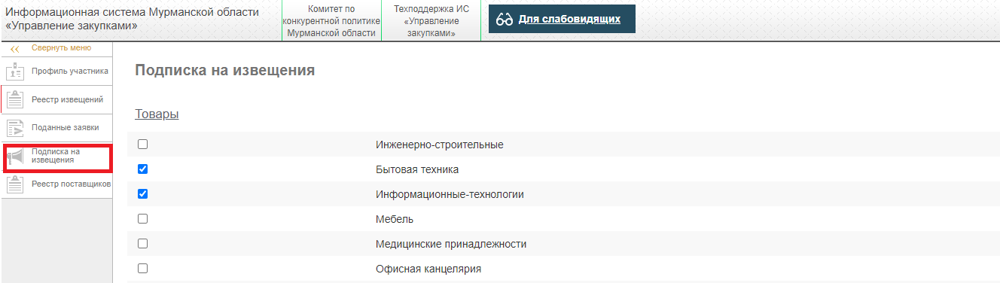 Информационная система Мурманской области
«Управление закупками»
Комитет по
конкурентной политике
Мурманской области
Техподдержка ИС
«Управление
закупками»
Для слабовидящих
Свернуть меню
Профиль участника
Реестр извещений
Поданные заявки
Подписка на
извещения
Реестр поставщиков
Подписка на извещения
Товары
Инженерно-строительные
Бытовая техника
Информационные-технологии
Мебель
Медицинские принадлежности
Офисная канцелярия